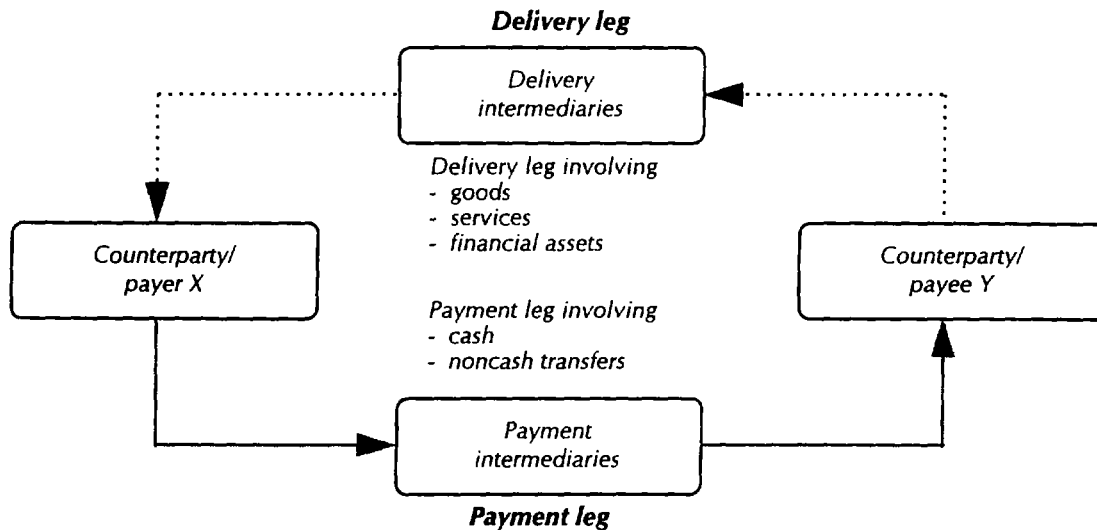 Delivery leg
Delivery
intermediaries
Delivery leg involving
- goods
- services
- financial assets
Counterparty/
payer X
Counterparty/
payee Y
Payment leg involving
- cash
- noncash transfers
Payment
intermediaries
Payment leg